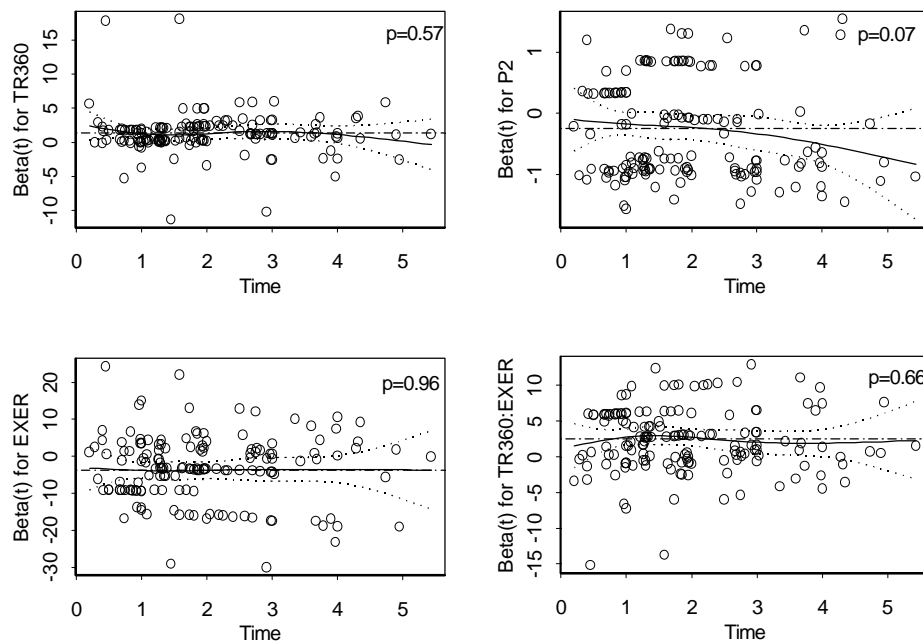 p=0.57
Beta(t) for TR360
15
10
5
0
-5
-10
0 1 2 3 4 5
Time
p=0.07
Beta(t) for P2
1
-0
-1
0 1 2 3 4 5
Time
p=0.96
Beta(t) for EXER
20
10
0
-10
-20
-30
0 1 2 3 4 5
Time
p=0.66
Beta(t) for TR360:EXER
10
5
0
-5
-10
-15
0 1 2 3 4 5
Time